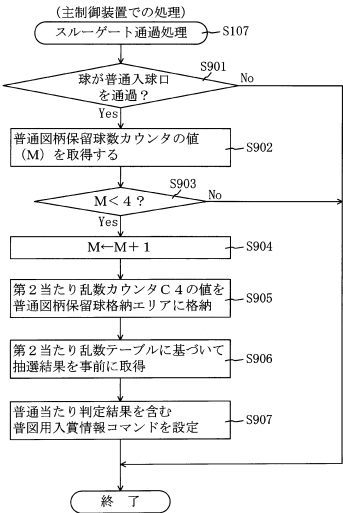 (主制御装置での処理)
スルーゲート通過処理
S107
球が普通入球口
を通過?
S901
No
Yes
普通図柄保留球数カウンタの値
(M)を取得する
S902
M<4?
S903
No
Yes
M←M+1
S904
第2当たり乱数カウンタC4の値を
普通図柄保留球格納エリアに格納
S905
第2当たり乱数テーブルに基づいて
抽選結果を事前に取得
S906
普通当たり判定結果を含む
普図用入賞情報コマンドを設定
S907
終 了